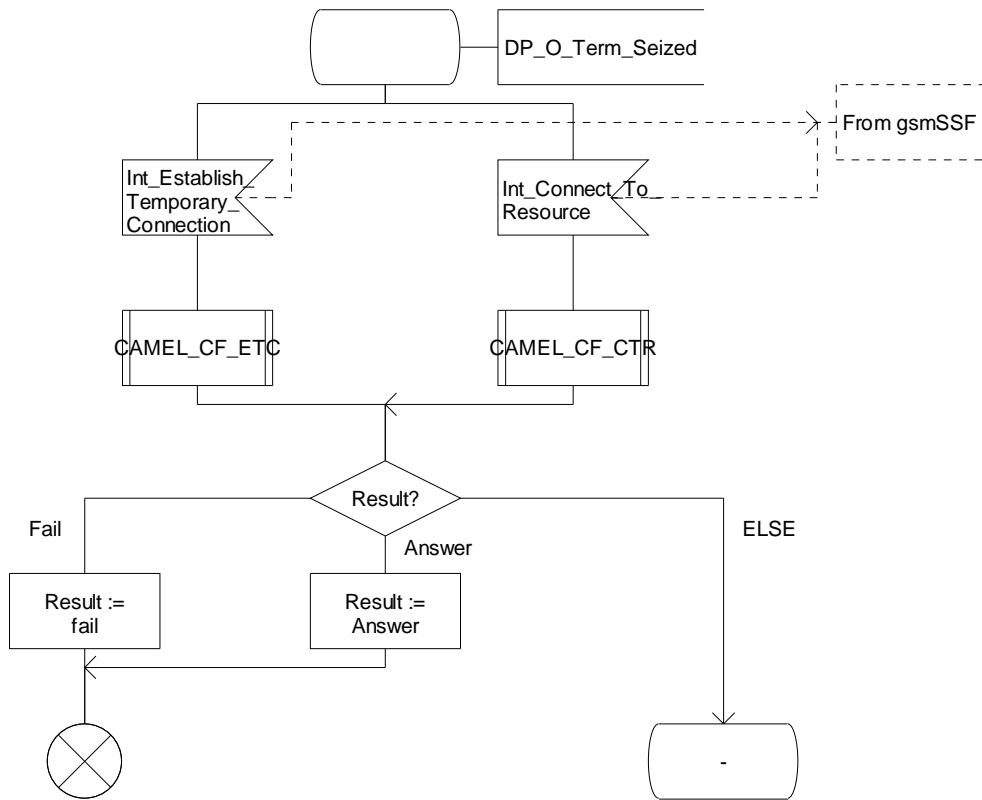 DP_O_Term_Seized
From gsmSSF
Int_Establish_
Temporary_
Connection
Int_Connect_To_
Resource
CAMEL_CF_ETC
CAMEL_CF_CTR
Result?
Fail
Answer
ELSE
Result :=
fail
Result :=
Answer
-